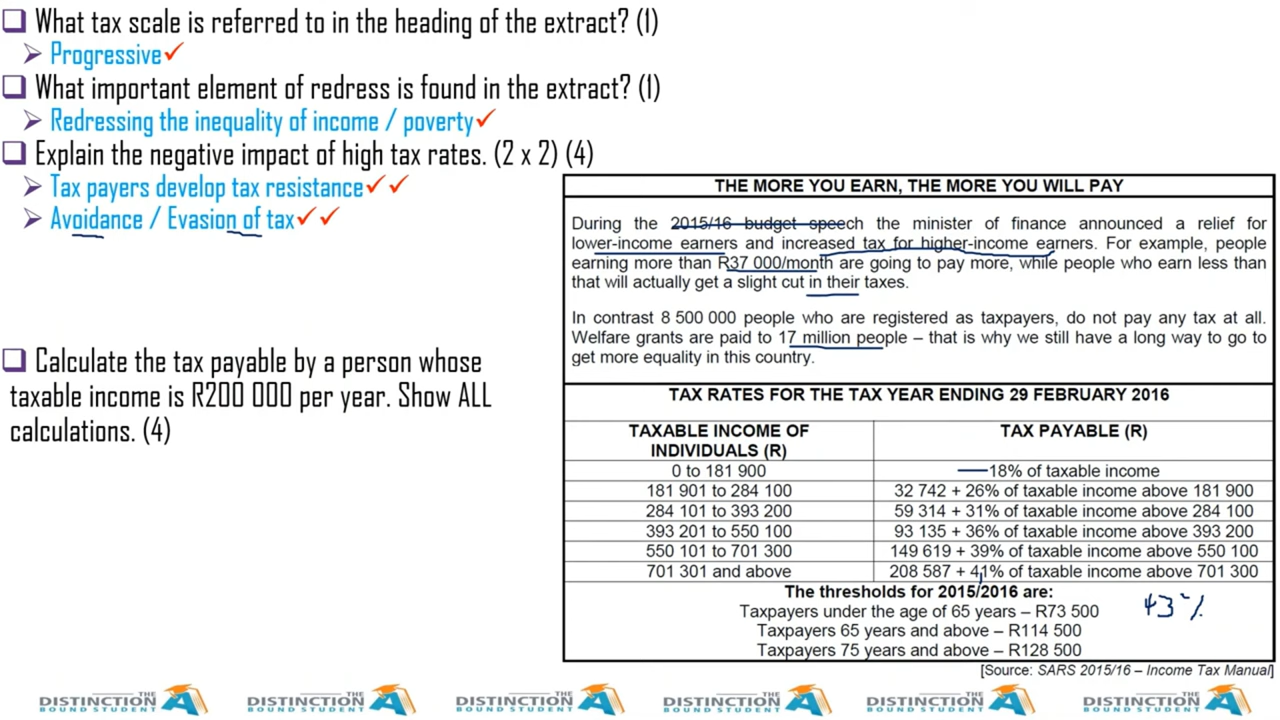 What tax scale is referred to in the heading of the extract? (1)
Progressive
What important element of redress is found in the extract? (1)
Redressing the inequality of income / poverty
Explain the negative impact of high tax rates. (2 x 2) (4)
Tax payers develop tax resistance
Avoidance / Evasion of tax
Calculate the tax payable by a person whose
taxable income is R200 000 per year. Show ALL
calculations. (4)
THE MORE YOU EARN, THE MORE YOU WILL PAY
During the 2015/16 budget speech the minister of finance announced a relief for
lower-income earners and increased tax for higher-income earners. For example, people
earning more than R37 000/month are going to pay more, while people who earn less than
that will actually get a slight cut in their taxes.
In contrast 8 500 000 people who are registered as taxpayers, do not pay any tax at all.
Welfare grants are paid to 17 million people – that is why we still have a long way to go to
get more equality in this country.
TAX RATES FOR THE TAX YEAR ENDING 29 FEBRUARY 2016
TAXABLE INCOME OF
INDIVIDUALS (R)
TAX PAYABLE (R)
0 to 181 900 18% of taxable income
181 901 to 284 100 32 742 + 26% of taxable income above 181 900
284 101 to 393 200 59 314 + 31% of taxable income above 284 100
393 201 to 550 100 93 135 + 36% of taxable income above 393 200
550 101 to 701 300 149 619 + 39% of taxable income above 550 100
701 301 and above 208 587 + 41% of taxable income above 701 300
The thresholds for 2015/2016 are:
Taxpayers under the age of 65 years – R73 500
43%
Taxpayers 65 years and above – R114 500
Taxpayers 75 years and above – R128 500
[Source: SARS 2015/16 – Income Tax Manual]
THE DISTINCTION BOUND STUDENT A
THE DISTINCTION BOUND STUDENT A
THE DISTINCTION BOUND STUDENT A
THE DISTINCTION BOUND STUDENT A
THE DISTINCTION BOUND STUDENT A
THE DISTINCTION BOUND STUDENT A